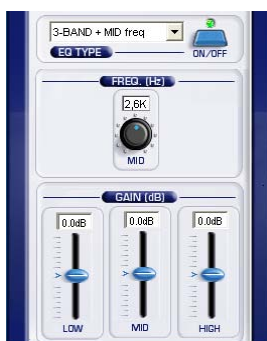 3-BAND + MID freq
EQ TYPE
ON/OFF
FREQ. (Hz)
2,6K
MID
GAIN (dB)
0.0dB 0.0dB 0.0dB
LOW MID HIGH